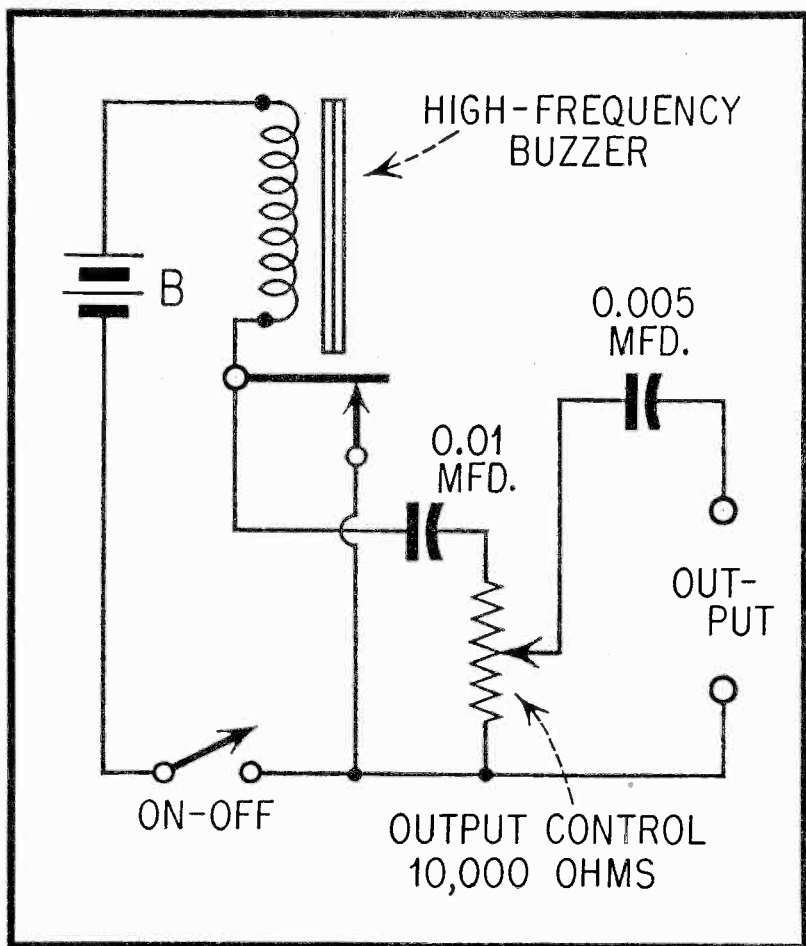 HIGH-FREQUENCY
BUZZER
B
0.005
MFD.
0.01
MFD.
OUT-
PUT
ON-OFF
OUTPUT CONTROL
10,000 OHMS